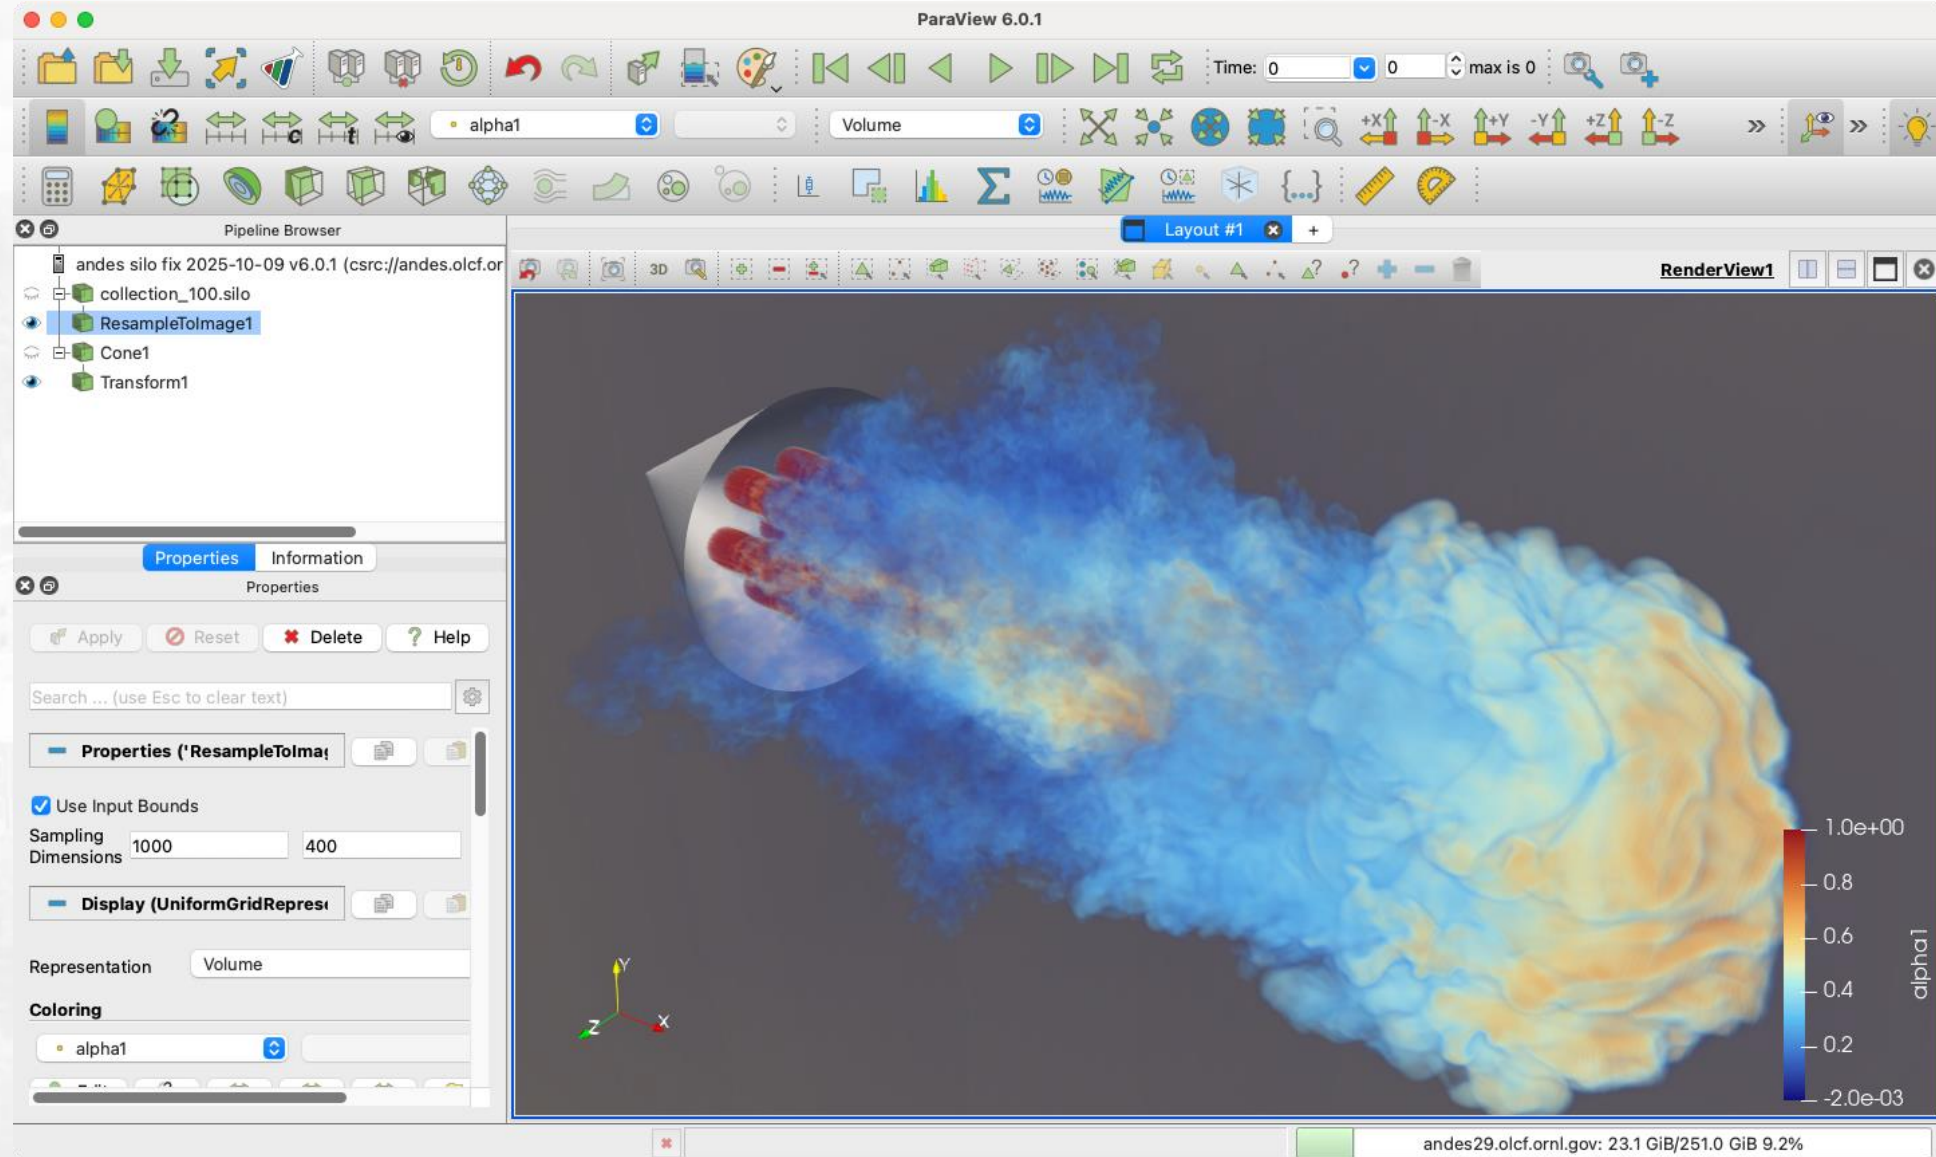 ParaView 6.0.1
Time: 0 0 max is 0
alpha1 Volume +X -X +Y -Y +Z -Z
Pipeline Browser
Layout #1 +
andes silo fix 2025-10-09 v6.0.1 (csrc://andes.olcf.or
3D
RenderView1
collection_100.silo
ResampleToImage1
Cone1
Transform1
Properties Information
Properties
Apply Reset Delete ? Help
Search ... (use Esc to clear text)
Properties ('ResampleToImag
Use Input Bounds
Sampling
Dimensions 1000 400
Display (UniformGridReprese
Representation Volume
Coloring
alpha1
Y
Z X
1.0e+00
0.8
0.6
0.4
0.2
-2.0e-03
alpha1
andes29.olcf.ornl.gov: 23.1 GiB/251.0 GiB 9.2%